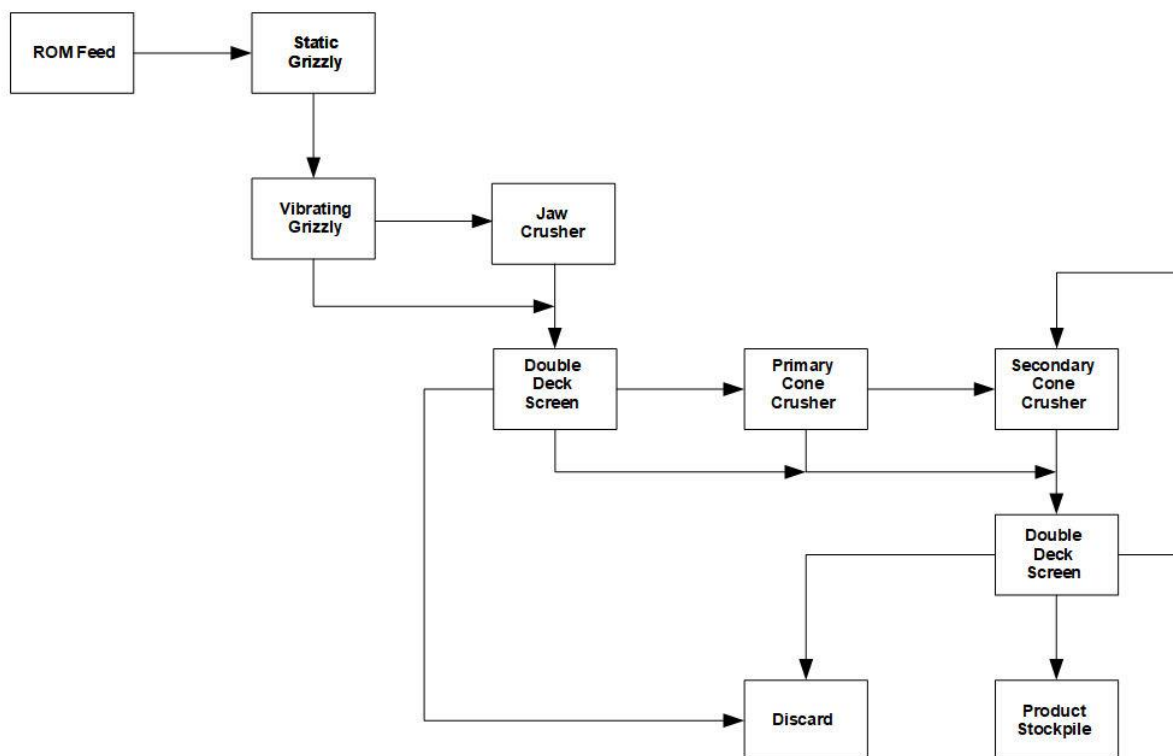 ROM Feed
Static
Grizzly
Vibrating
Grizzly
Jaw
Crusher
Double
Deck
Screen
Primary
Cone
Crusher
Secondary
Cone
Crusher
Double
Deck
Screen
Discard
Product
Stockpile